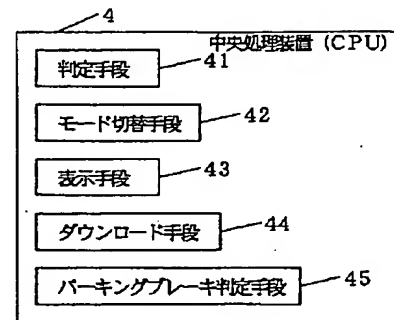 4
中央処理装置 (CPU)
判定手段 41
モード切替手段 42
表示手段 43
ダウンロード手段 44
パーキングブレーキ判定手段 45